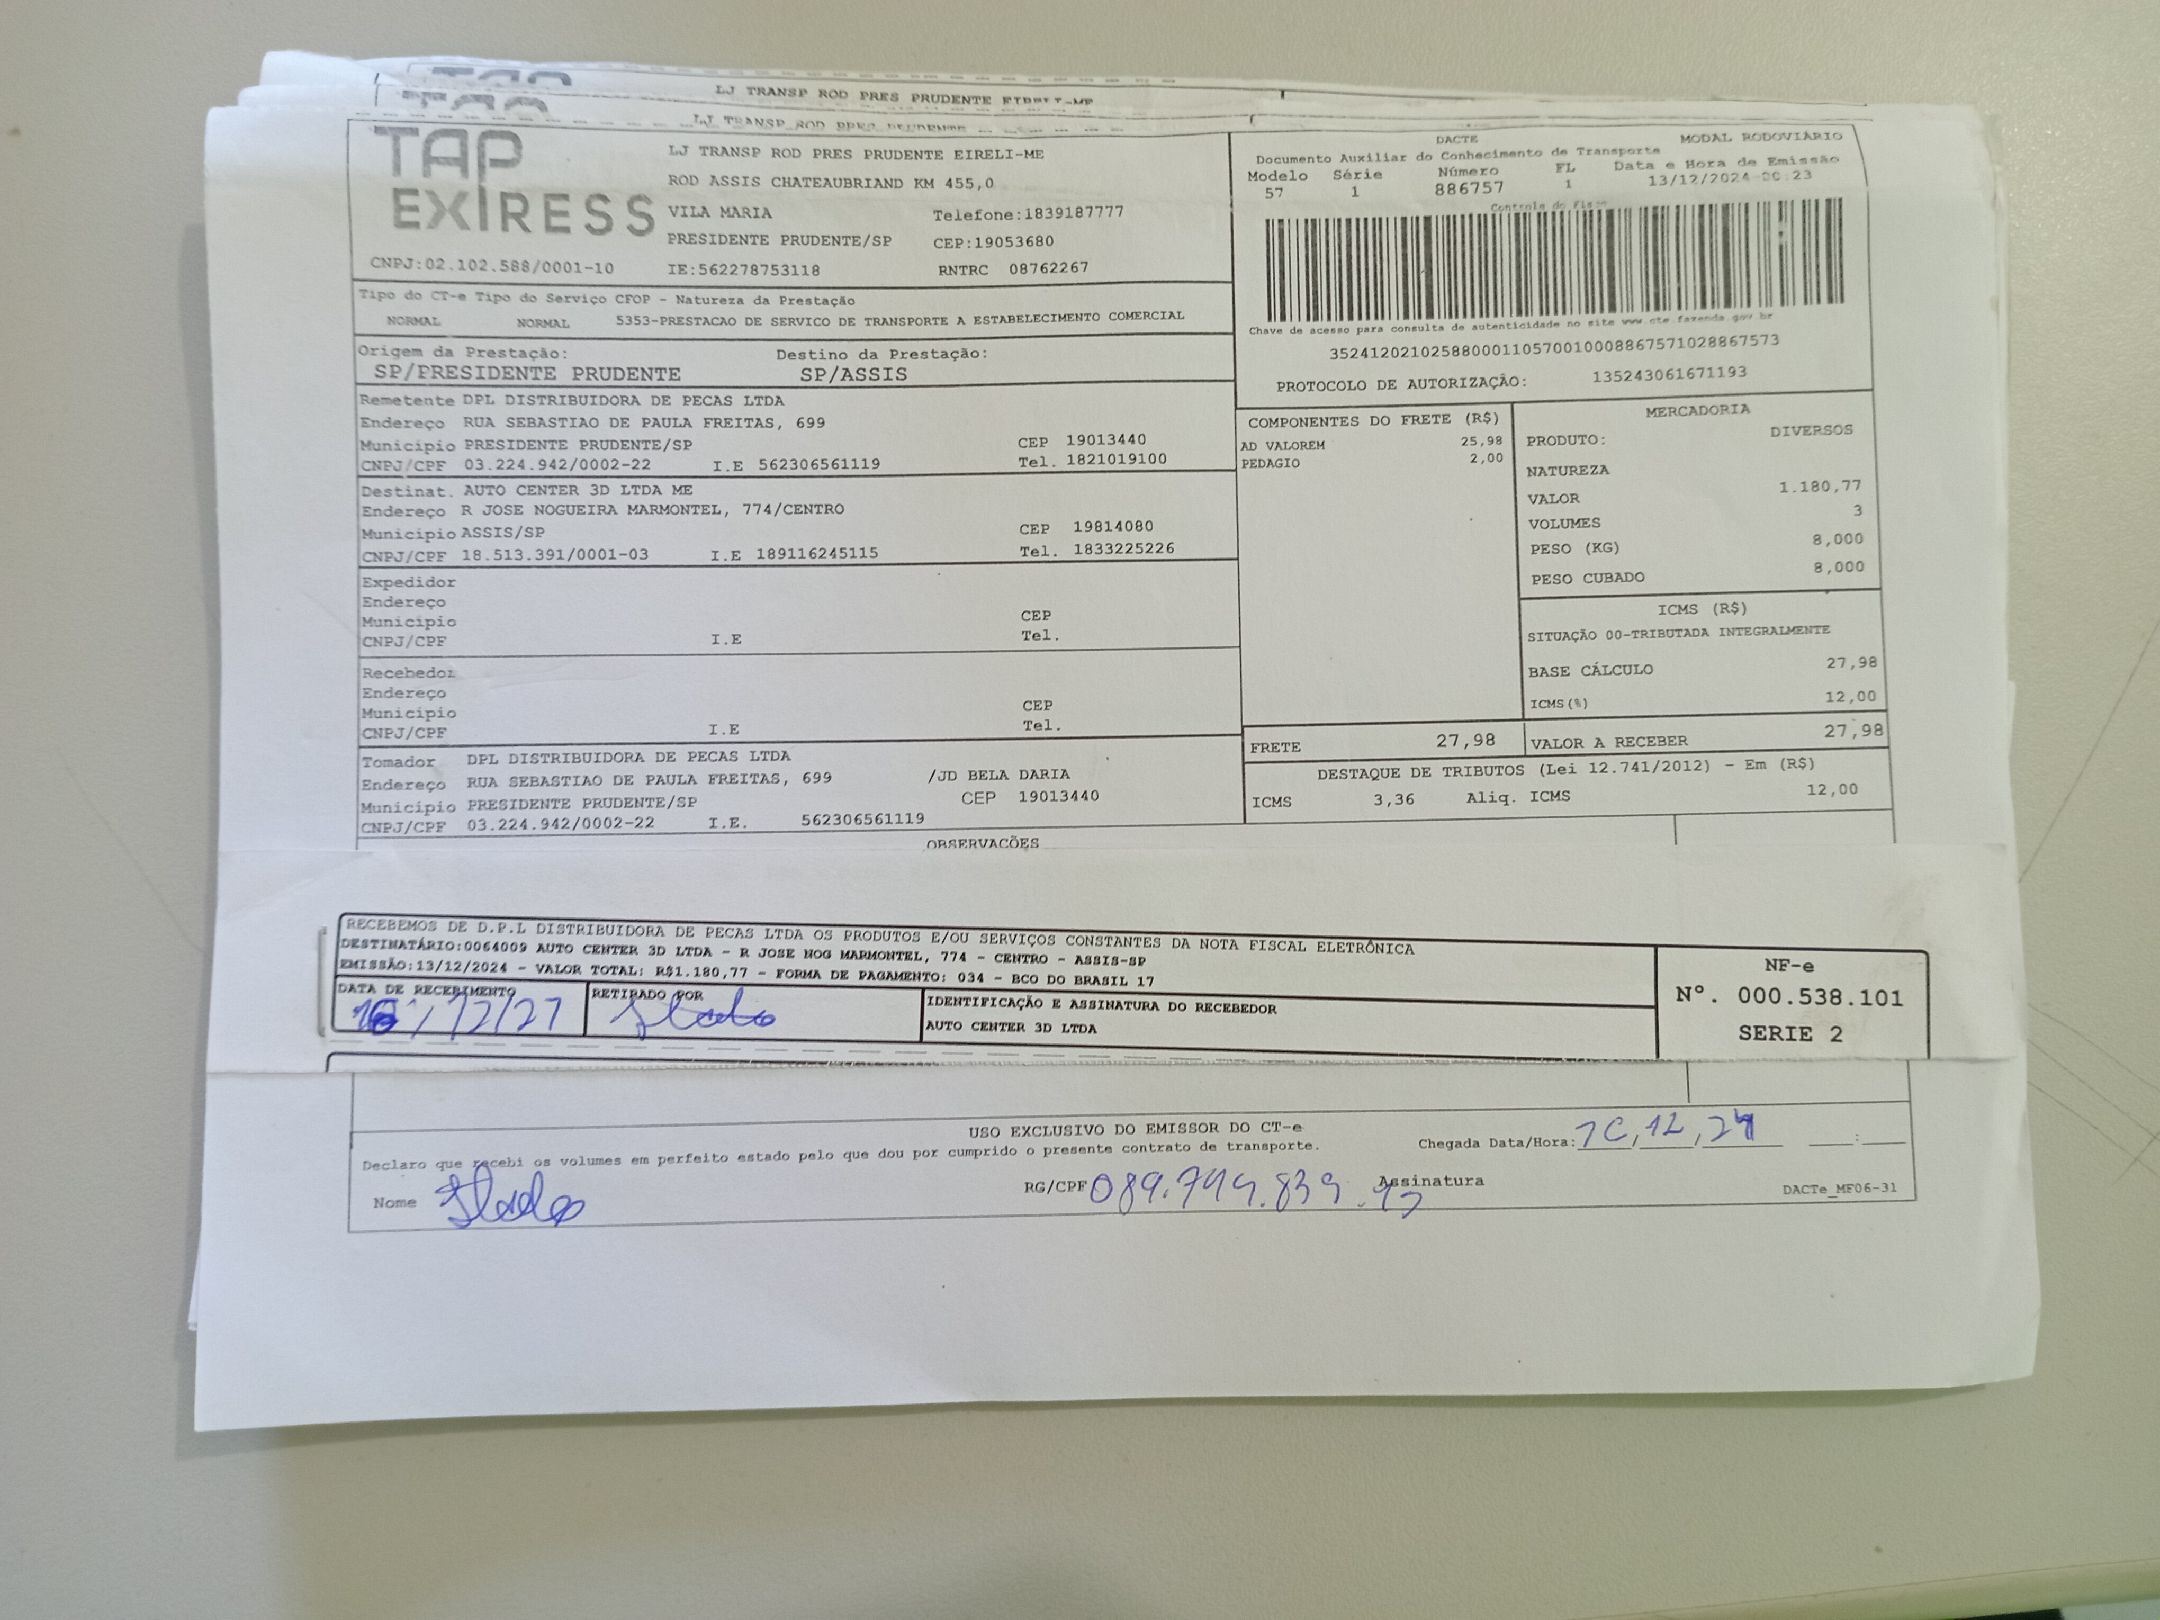 LJ TRANSP ROD PRES PRUDENTE EIRELI-ME
LJ TRANSP ROD PRES PRUDENTE
TAP
EXIRESS
CNPJ:02.102.588/0001-10
LJ TRANSP ROD PRES PRUDENTE EIRELI-ME
ROD ASSIS CHATEAUBRIAND KM 455,0
VILA MARIA Telefone:1839187777
PRESIDENTE PRUDENTE/SP CEP:19053680
IE:562278753118 RNTRC 08762267
DACTE MODAL RODOVIÁRIO
Documento Auxiliar do Conhecimento de Transporte
Modelo Série Número FL Data e Hora de Emissão
57 1 886757 1 13/12/2024 :23
Controle do Fisco
Chave de acesso para consulta de autenticidade no site www.cte.fazenda.gov.br
35241202102588000110570010008867571028867573
PROTOCOLO DE AUTORIZAÇÃO: 135243061671193
Tipo do CT-e Tipo do Serviço CFOP - Natureza da Prestação
NORMAL NORMAL 5353-PRESTACAO DE SERVICO DE TRANSPORTE A ESTABELECIMENTO COMERCIAL
Origem da Prestação: Destino da Prestação:
SP/PRESIDENTE PRUDENTE SP/ASSIS
Remetente DPL DISTRIBUIDORA DE PECAS LTDA
Endereço RUA SEBASTIAO DE PAULA FREITAS, 699
Município PRESIDENTE PRUDENTE/SP CEP 19013440
CNPJ/CPF 03.224.942/0002-22 I.E 562306561119 Tel. 1821019100
Destinat. AUTO CENTER 3D LTDA ME
Endereço R JOSE NOGUEIRA MARMONTEL, 774/CENTRO
Município ASSIS/SP CEP 19814080
CNPJ/CPF 18.513.391/0001-03 I.E 189116245115 Tel. 1833225226
Expedidor
Endereço
Município CEP
CNPJ/CPF I.E Tel.
Recebedor
Endereço
Município CEP
CNPJ/CPF I.E Tel.
Tomador DPL DISTRIBUIDORA DE PECAS LTDA
Endereço RUA SEBASTIAO DE PAULA FREITAS, 699 /JD BELA DARIA
Município PRESIDENTE PRUDENTE/SP CEP 19013440
CNPJ/CPF 03.224.942/0002-22 I.E. 562306561119
COMPONENTES DO FRETE (R$)
AD VALOREM 25,98
PEDAGIO 2,00
MERCADORIA
PRODUTO: DIVERSOS
NATUREZA
VALOR 1.180,77
VOLUMES 3
PESO (KG) 8,000
PESO CUBADO 8,000
ICMS (R$)
SITUAÇÃO 00-TRIBUTADA INTEGRALMENTE
BASE CÁLCULO 27,98
ICMS(%) 12,00
FRETE 27,98 VALOR A RECEBER 27,98
DESTAQUE DE TRIBUTOS (Lei 12.741/2012) - Em (R$)
ICMS 3,36 Aliq. ICMS 12,00
OBSERVAÇÕES
RECEBEMOS DE D.P.L DISTRIBUIDORA DE PECAS LTDA OS PRODUTOS E/OU SERVIÇOS CONSTANTES DA NOTA FISCAL ELETRÔNICA
DESTINATÁRIO:0064009 AUTO CENTER 3D LTDA - R JOSE NOG MARMONTEL, 774 - CENTRO - ASSIS-SP
EMISSÃO:13/12/2024 - VALOR TOTAL: R$1.180,77 - FORMA DE PAGAMENTO: 034 - BCO DO BRASIL 17
DATA DE RECEBIMENTO RETIRADO POR IDENTIFICAÇÃO E ASSINATURA DO RECEBEDOR
AUTO CENTER 3D LTDA
NF-e
Nº. 000.538.101
SERIE 2
USO EXCLUSIVO DO EMISSOR DO CT-e
Declaro que recebi os volumes em perfeito estado pelo que dou por cumprido o presente contrato de transporte. Chegada Data/Hora: 12, 24 :
Nome RG/CPF 089.799.839 Assinatura DACTe_MF06-31